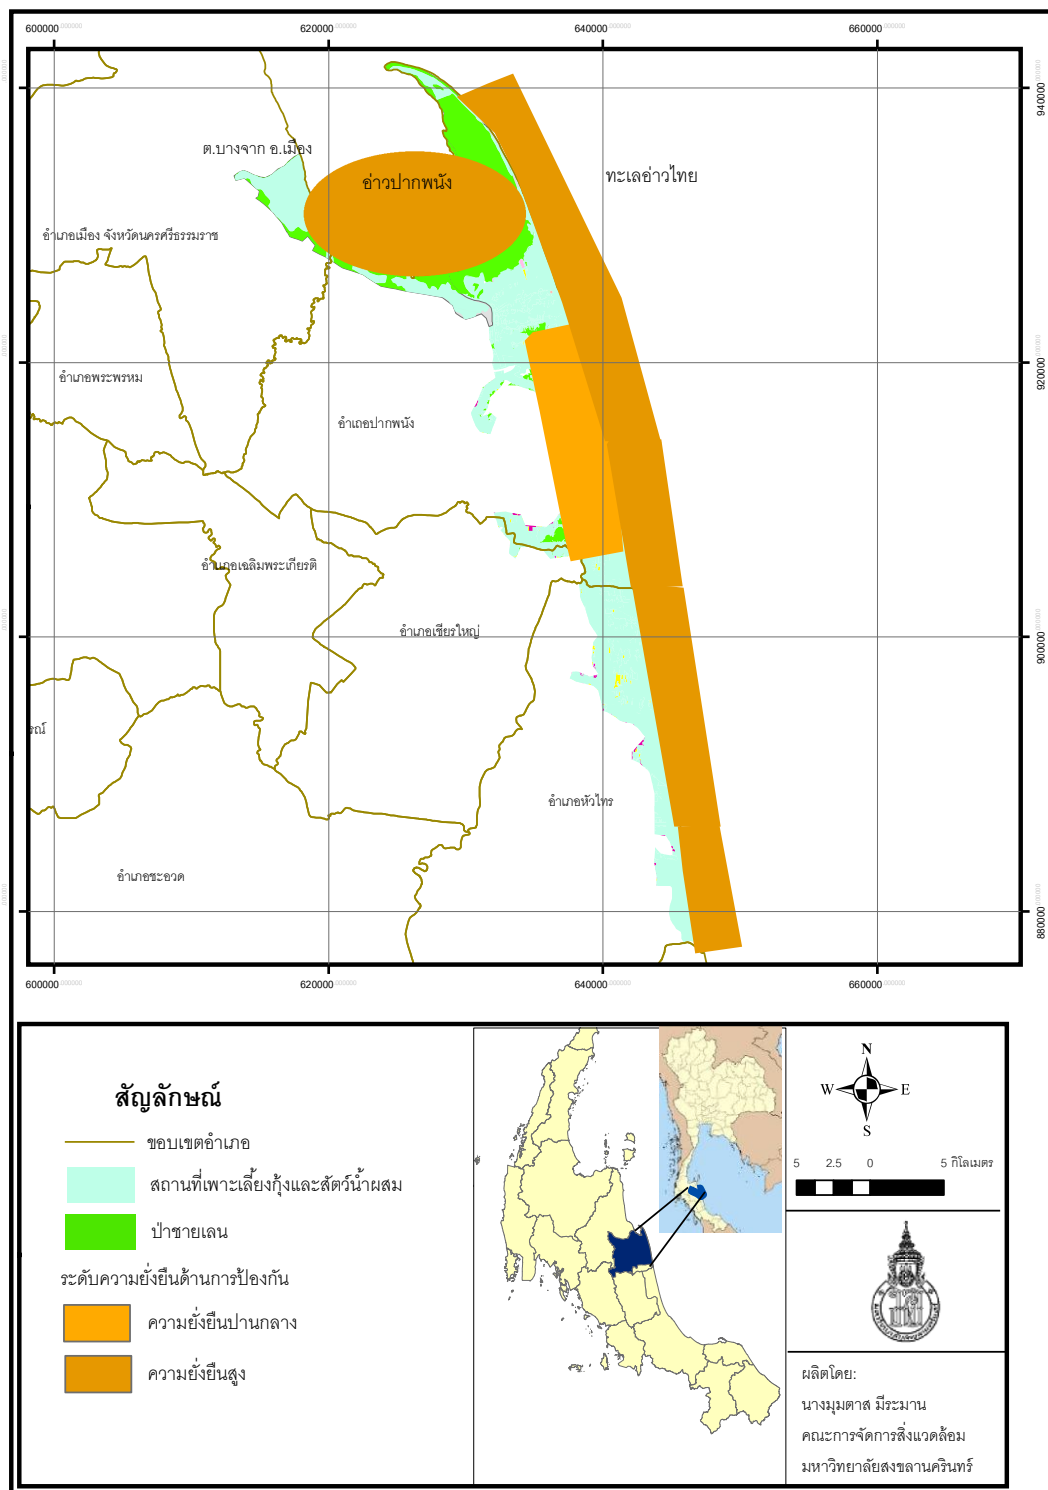 600000.000000 620000.000000 640000.000000 660000.000000
940000
ต.บางจาก อ.เมือง
อ่าวปากพนัง
ทะเลอ่าวไทย
อำเภอเมือง จังหวัดนครศรีธรรมราช
920000
อำเภอพระพรหม
อำเภอปากพนัง
อำเภอเฉลิมพระเกียรติ
อำเภอเชียรใหญ่
900000
รณ์
อำเภอหัวไทร
อำเภอชะอวด
880000
600000.000000 620000.000000 640000.000000 660000.000000
สัญลักษณ์
ขอบเขตอำเภอ
สถานที่เพาะเลี้ยงกุ้งและสัตว์น้ำผสม
ป่าชายเลน
ระดับความยั่งยืนด้านการป้องกัน
ความยั่งยืนปานกลาง
ความยั่งยืนสูง
N
W E
S
5 2.5 0 5 กิโลเมตร
ผลิตโดย:
นางมุมตาส มีระมาน
คณะการจัดการสิ่งแวดล้อม
มหาวิทยาลัยสงขลานครินทร์